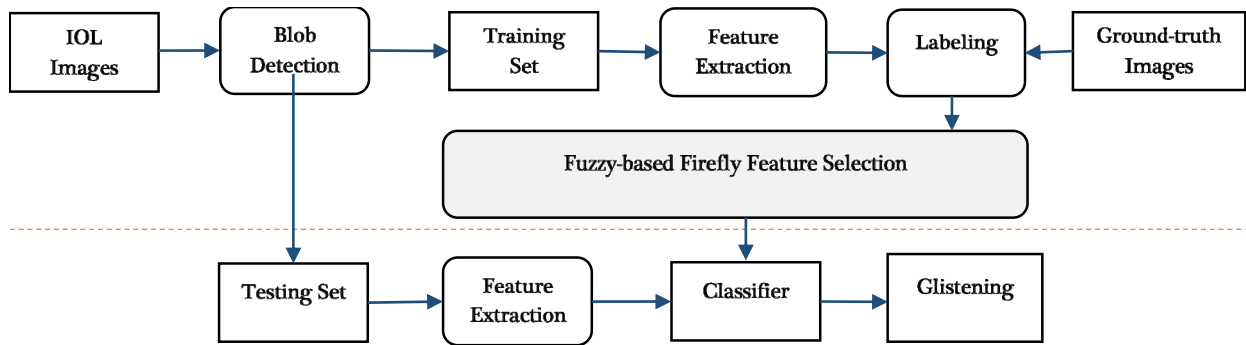 IOL
Images
Blob
Detection
Training
Set
Feature
Extraction
Labeling
Ground-truth
Images
Fuzzy-based Firefly Feature Selection
Testing Set
Feature
Extraction
Classifier
Glistening